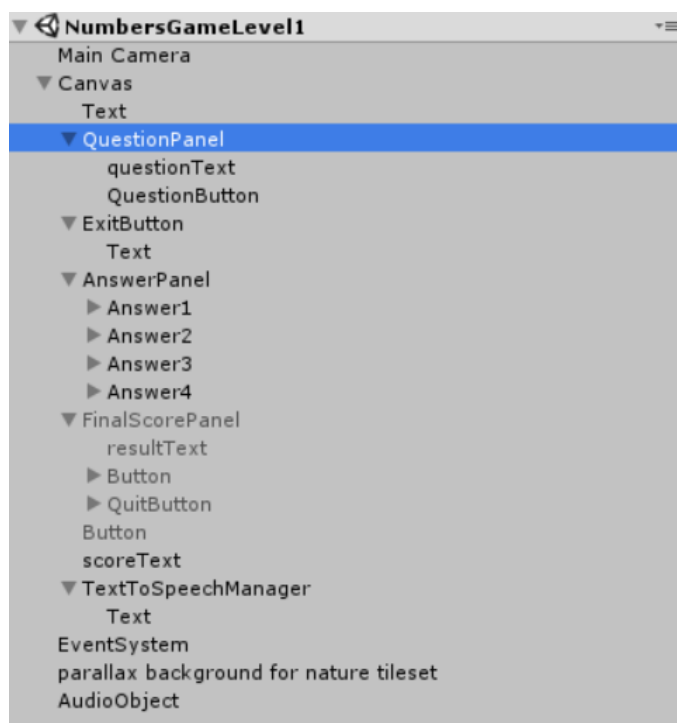 NumbersGameLevel1
Main Camera
Canvas
Text
QuestionPanel
questionText
QuestionButton
ExitButton
Text
AnswerPanel
Answer1
Answer2
Answer3
Answer4
FinalScorePanel
resultText
Button
QuitButton
Button
scoreText
TextToSpeechManager
Text
EventSystem
parallax background for nature tileset
AudioObject